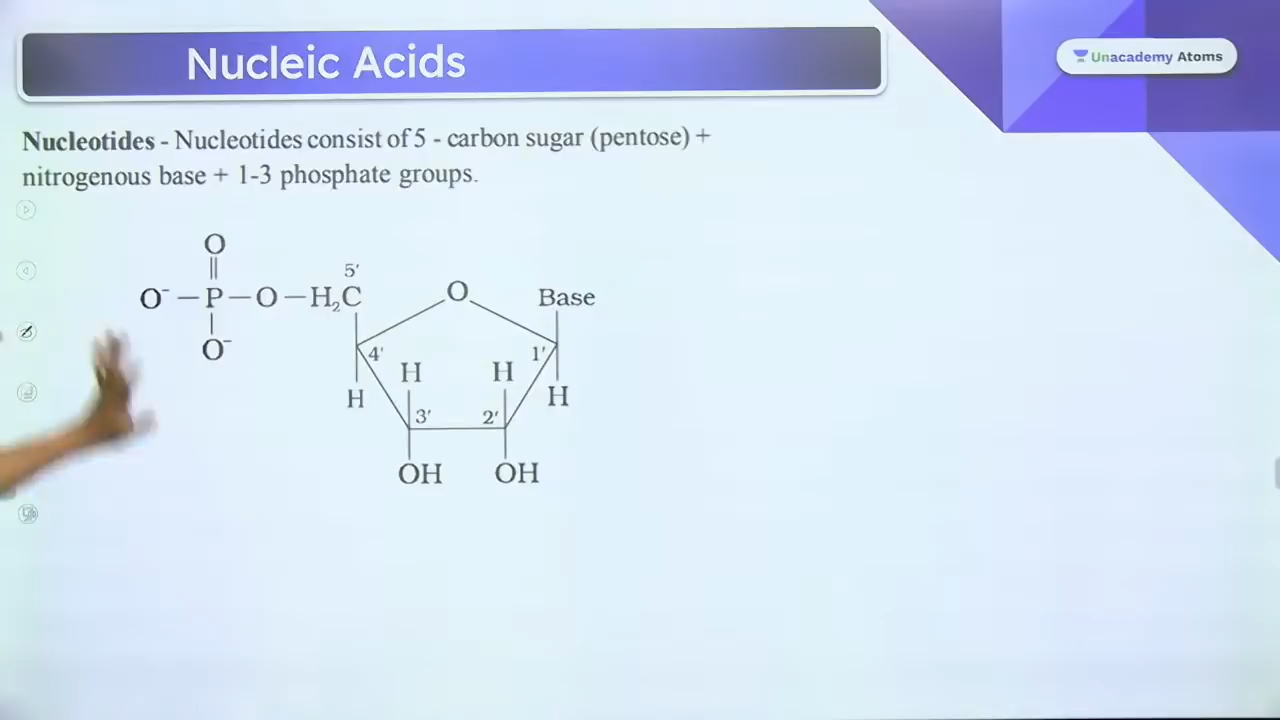 Nucleic Acids
Unacademy Atoms
Nucleotides - Nucleotides consist of 5 - carbon sugar (pentose) +
nitrogenous base + 1-3 phosphate groups.
O
5'
O⁻ — P — O — H₂C
O
Base
O⁻
4'
1'
H
H
H
H
3'
2'
OH
OH